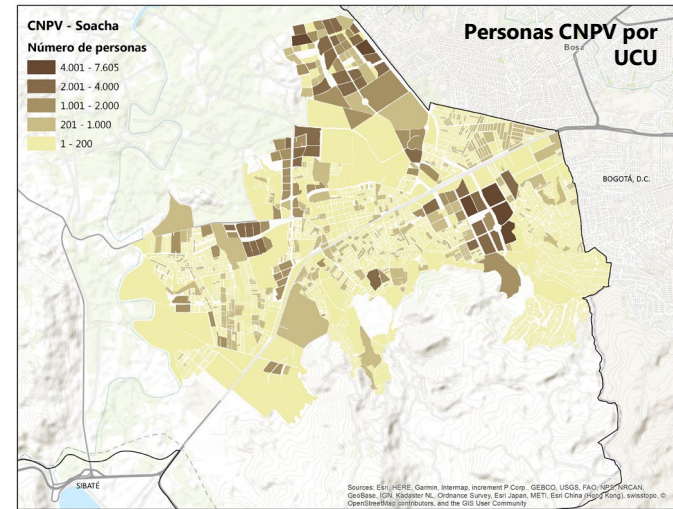 CNPV - Soacha
Número de personas
4.001 - 7.605
2.001 - 4.000
1.001 - 2.000
201 - 1.000
1 - 200
Personas CNPV por
UCU
Bosa
BOGOTÁ, D.C.
SIBATÉ
Sources: Esri, HERE, Garmin, Intermap, increment P Corp., GEBCO, USGS, FAO, NPS, NRCAN,
GeoBase, IGN, Kadaster NL, Ordnance Survey, Esri Japan, METI, Esri China (Hong Kong), swisstopo, ©
OpenStreetMap contributors, and the GIS User Community